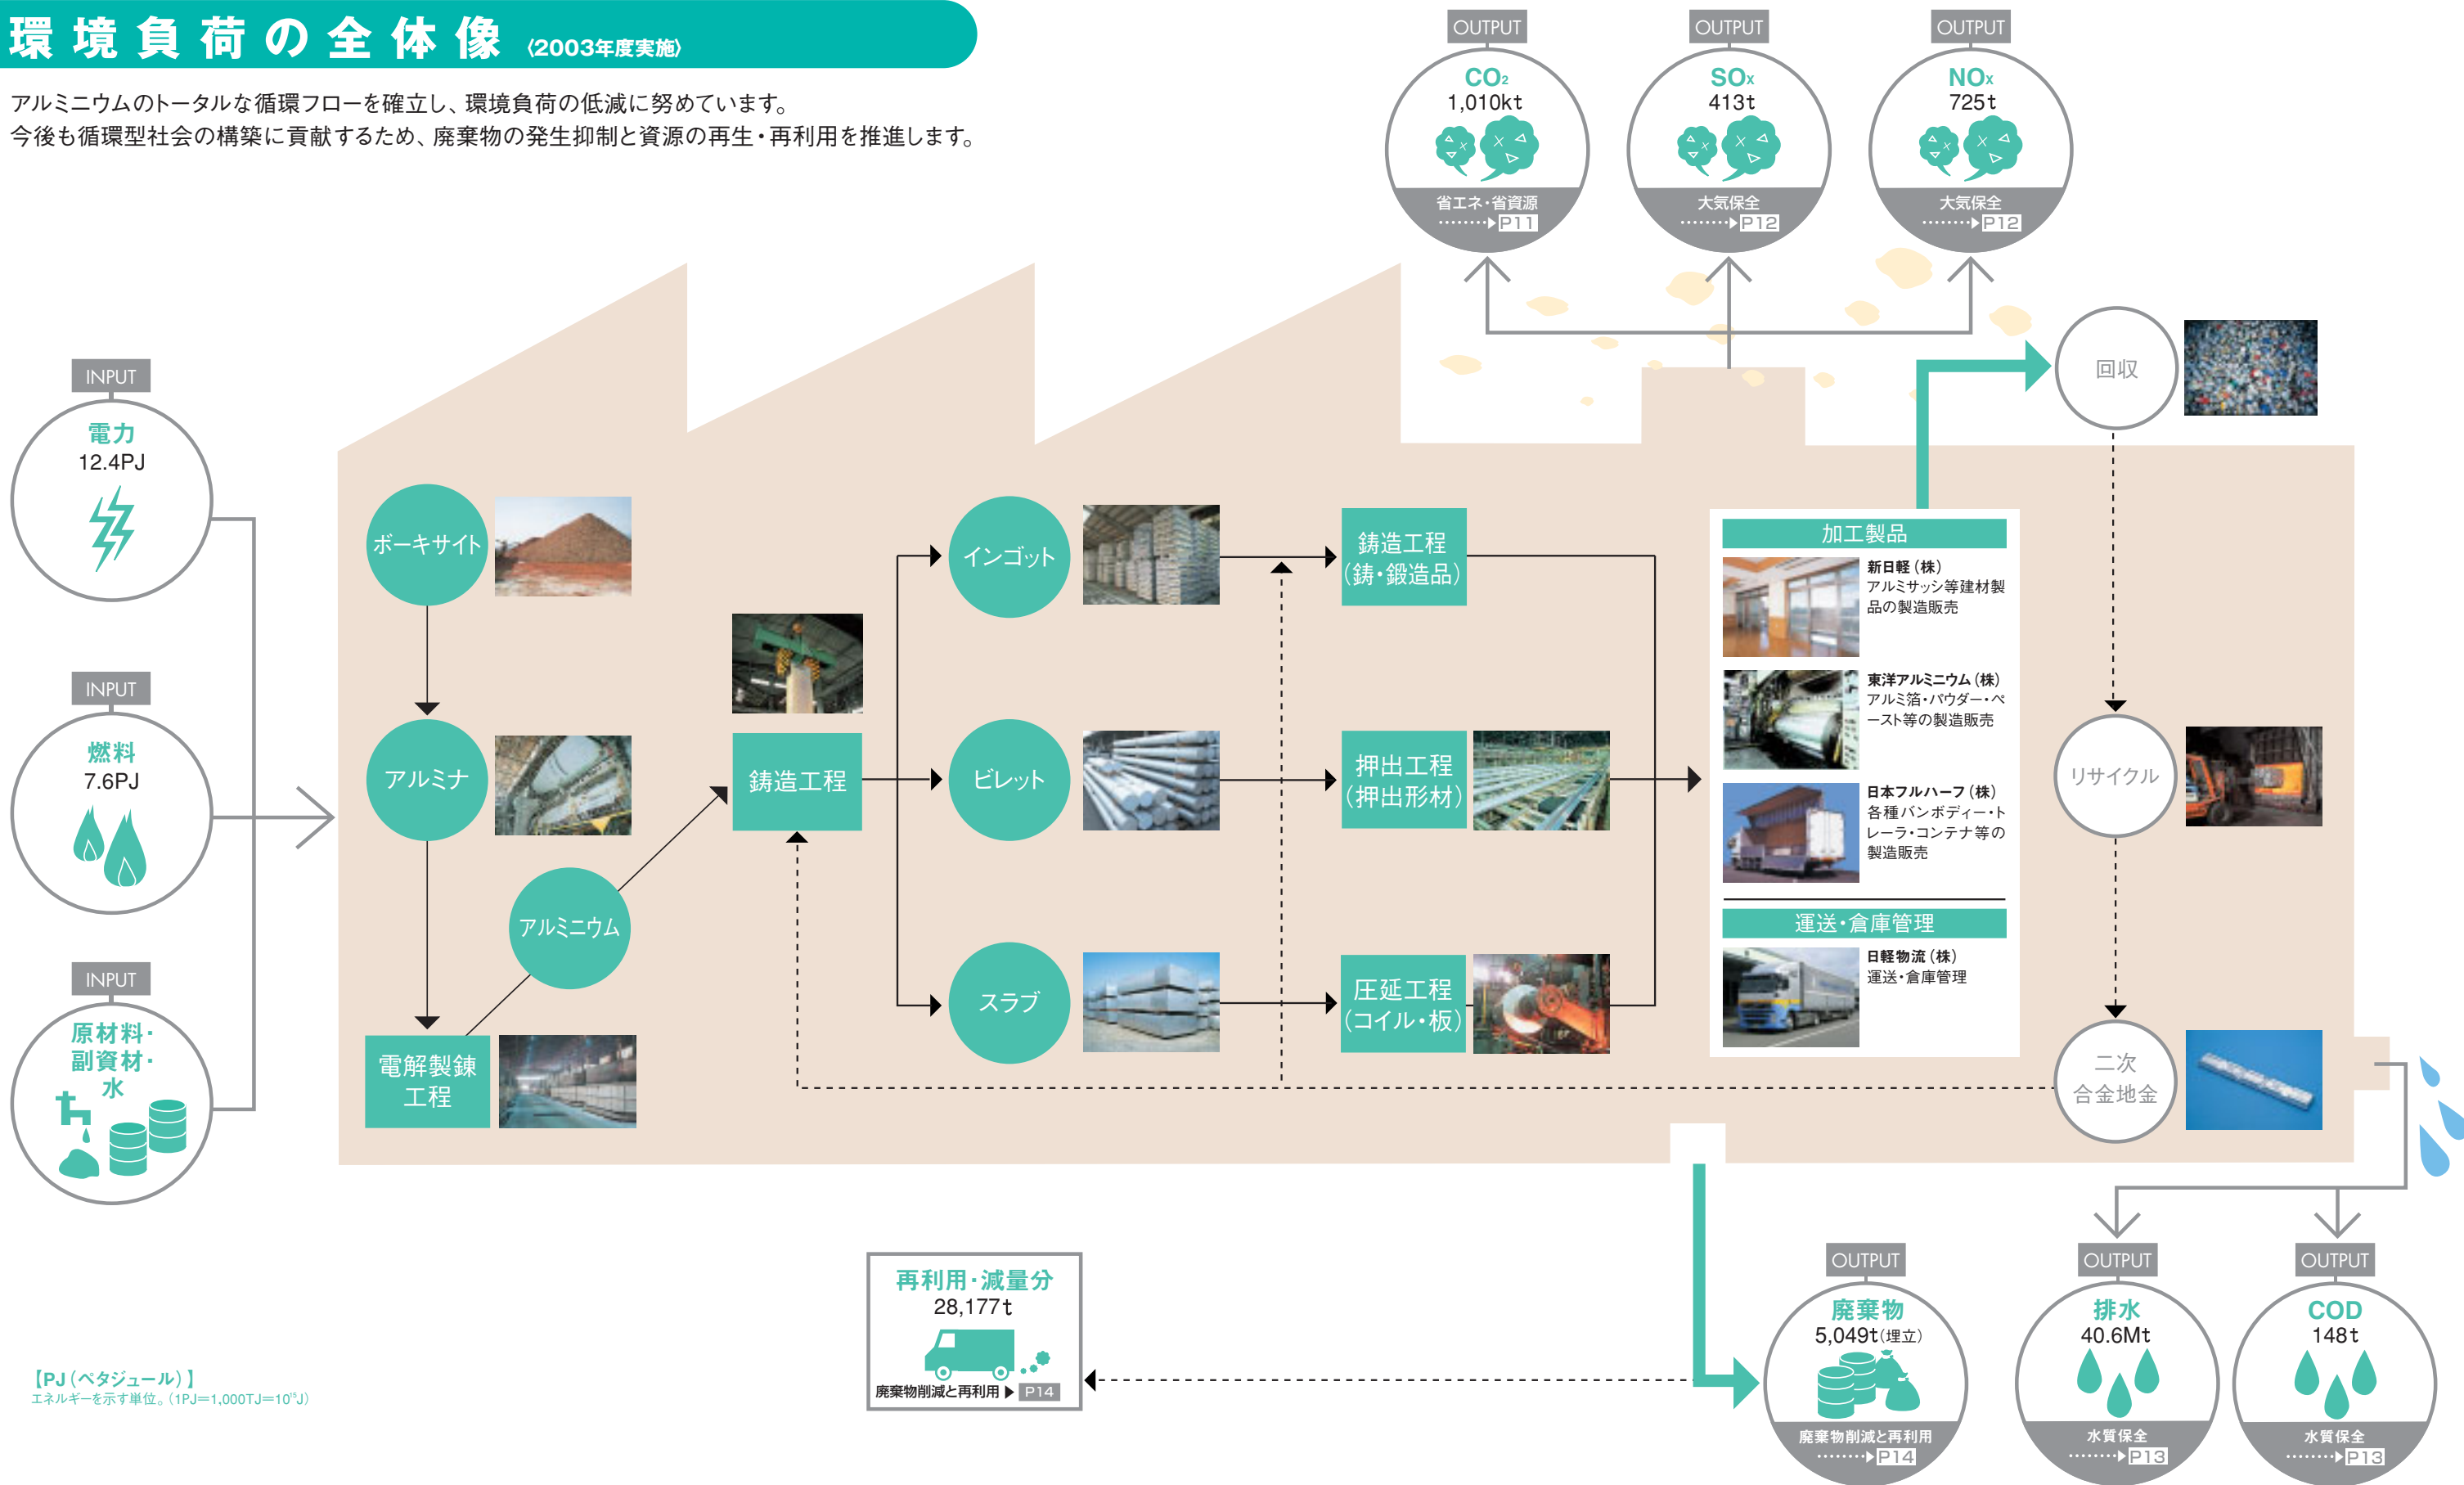 環境負荷の全体像 〈2003年度実施〉
アルミニウムのトータルな循環フローを確立し、環境負荷の低減に努めています。
今後も循環型社会の構築に貢献するため、廃棄物の発生抑制と資源の再生・再利用を推進します。
OUTPUT
CO2
1,010kt
省エネ・省資源
P11
OUTPUT
SOX
413t
大気保全
P12
OUTPUT
NOX
725t
大気保全
P12
INPUT
電力
12.4PJ
INPUT
燃料
7.6PJ
INPUT
原材料・
副資材・
水
ボーキサイト
アルミナ
電解製錬
工程
アルミニウム
鋳造工程
インゴット
ビレット
スラブ
鋳造工程
(鋳・鍛造品)
押出工程
(押出形材)
圧延工程
(コイル・板)
加工製品
新日軽(株)
アルミサッシ等建材製
品の製造販売
東洋アルミニウム(株)
アルミ箔・パウダー・ペ
ースト等の製造販売
日本フルハーフ(株)
各種バンボディー・ト
レーラ・コンテナ等の
製造販売
運送・倉庫管理
日軽物流(株)
運送・倉庫管理
回収
リサイクル
二次
合金地金
再利用・減量分
28,177t
廃棄物削減と再利用 P14
OUTPUT
廃棄物
5,049t(埋立)
廃棄物削減と再利用
P14
OUTPUT
排水
40.6Mt
水質保全
P13
OUTPUT
COD
148t
水質保全
P13
【PJ(ペタジュール)】
エネルギーを示す単位。(1PJ=1,000TJ=10¹⁵J)